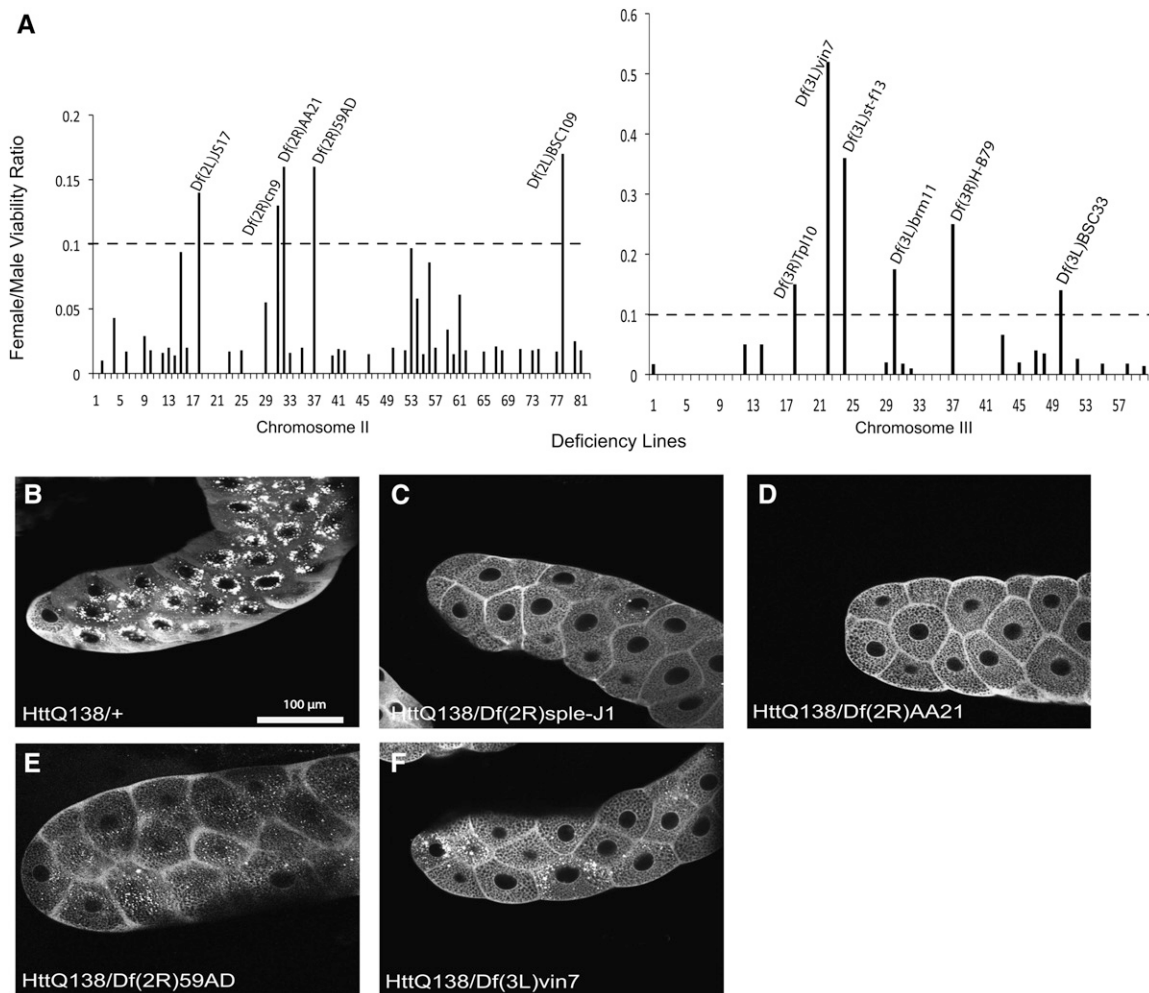 A
Female/Male Viability Ratio
0.2
0.15
0.1
0.05
0
Df(2L)JS17
Df(2R)cn9
Df(2R)AA21
Df(2R)59AD
Df(2L)BSC109
1 5 9 13 17 21 25 29 33 37 41 45 49 53 57 61 65 69 73 77 81
Chromosome II
0.6
0.5
0.4
0.3
0.2
0.1
0
Df(3R)Tpl10
Df(3L)vin7
Df(3L)st-f13
Df(3L)brm11
Df(3R)H-B79
Df(3L)BSC33
1 5 9 13 17 21 25 29 33 37 41 45 49 53 57
Chromosome III
Deficiency Lines
B
100 µm
HttQ138/+
C
HttQ138/Df(2R)sple-J1
D
HttQ138/Df(2R)AA21
E
HttQ138/Df(2R)59AD
F
HttQ138/Df(3L)vin7